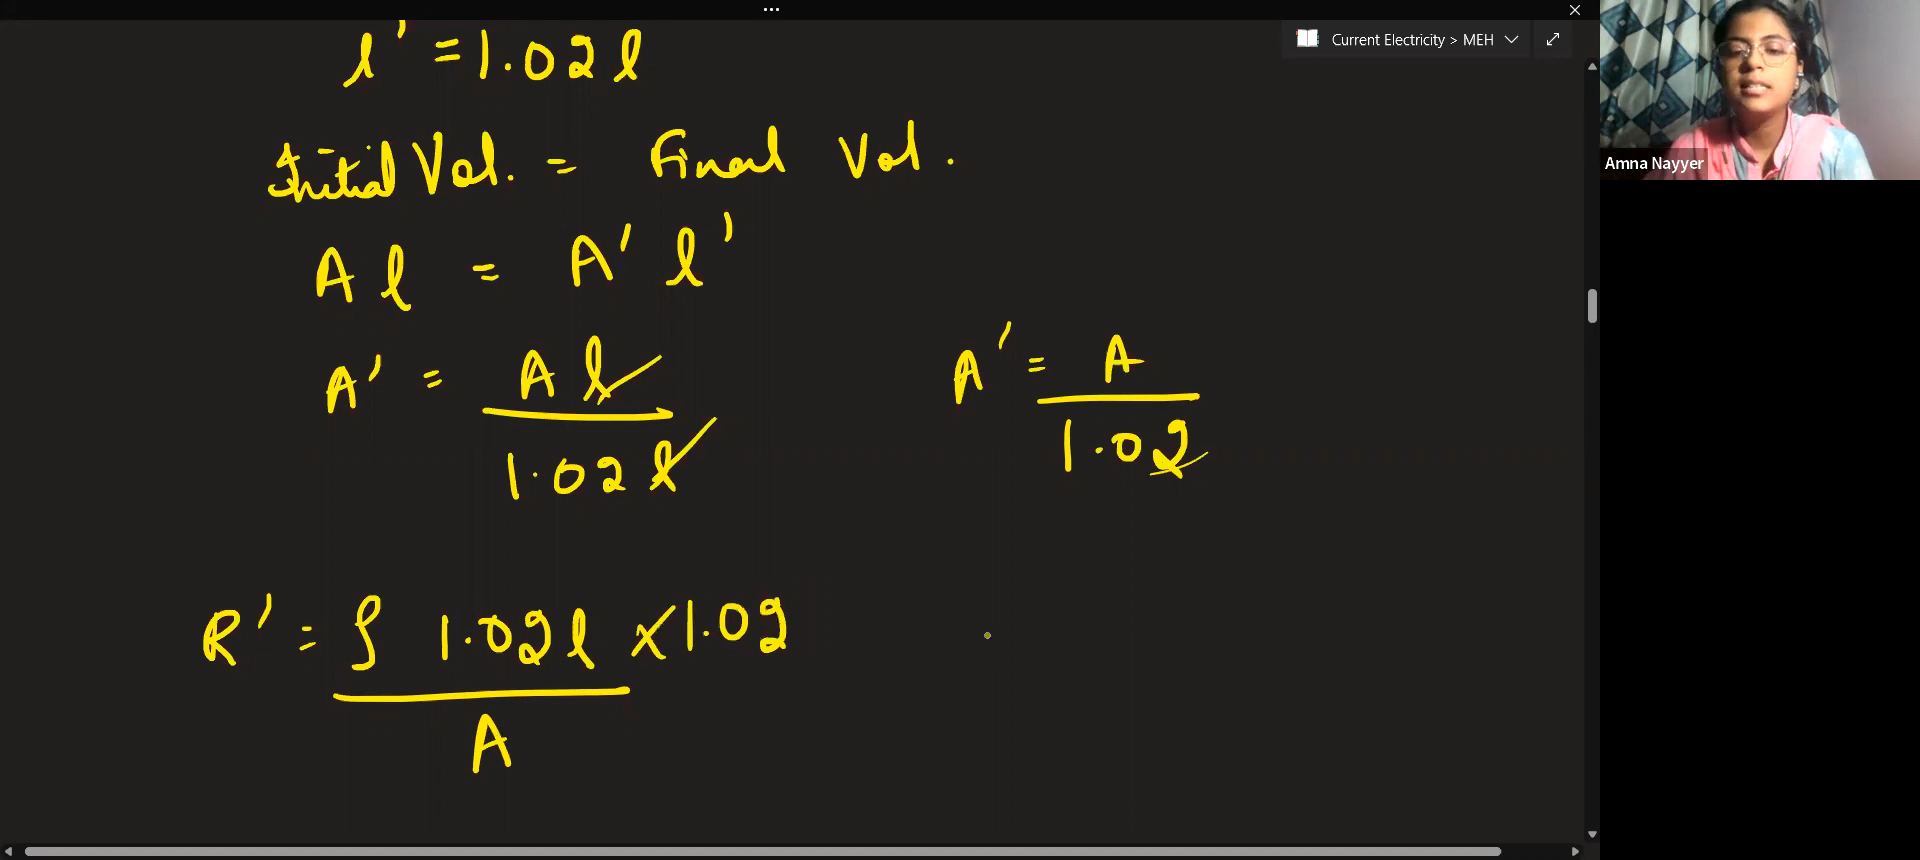 ...
Current Electricity > MEH
Amna Nayyer
l' = 1.02 l
Initial Vol. = Final Vol.
A l = A' l'
A' = A l
1.02 l
A' = A
1.02
R' = ρ 1.02 l × 1.02
A